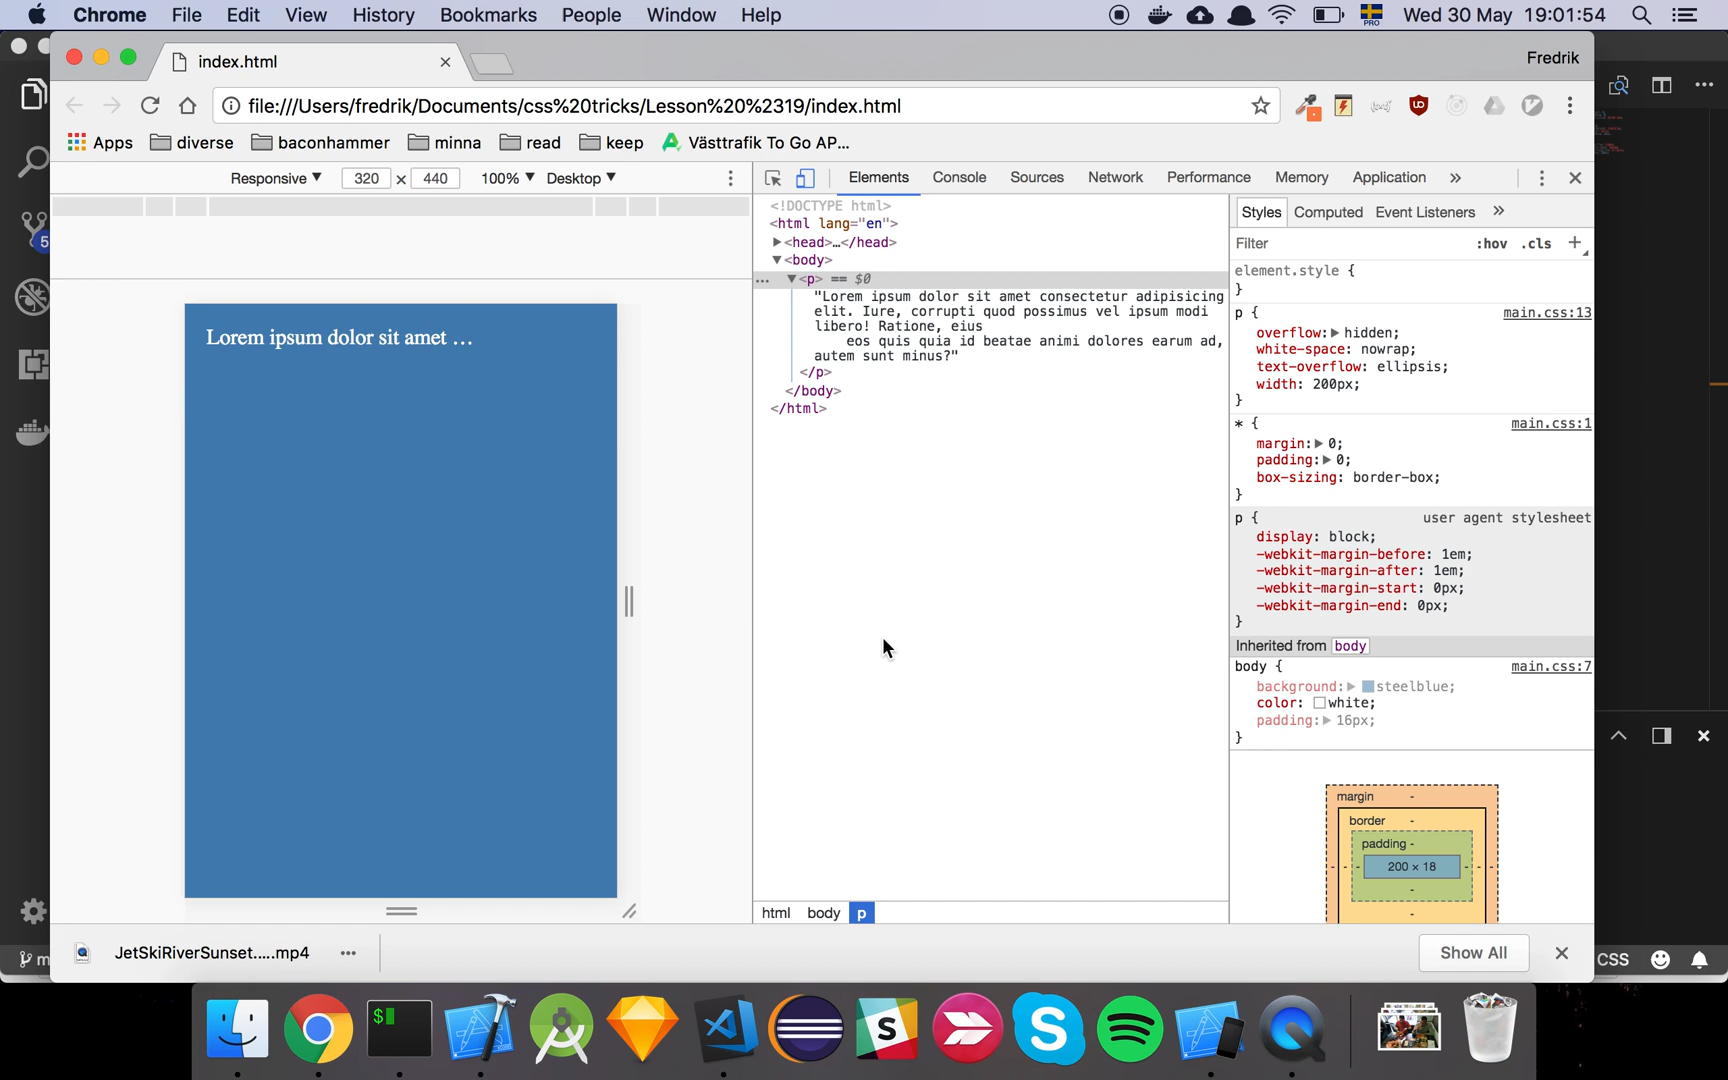 Chrome File Edit View History Bookmarks People Window Help PRO Wed 30 May 19:01:54
index.html Fredrik
file:///Users/fredrik/Documents/css%20tricks/Lesson%20%2319/index.html
Apps diverse baconhammer minna read keep Västtrafik To Go AP...
Responsive ▼ 320 × 440 100% ▼ Desktop ▼
Elements Console Sources Network Performance Memory Application »
<!DOCTYPE html>
<html lang="en">
▶<head>…</head>
▼<body>
… ▼<p> == $0
"Lorem ipsum dolor sit amet consectetur adipisicing
elit. Iure, corrupti quod possimus vel ipsum modi
libero! Ratione, eius
eos quis quia id beatae animi dolores earum ad,
autem sunt minus?"
</p>
</body>
</html>
html body p
Styles Computed Event Listeners »
Filter :hov .cls +
element.style {
}
p { main.css:13
overflow:▶ hidden;
white-space: nowrap;
text-overflow: ellipsis;
width: 200px;
}
* { main.css:1
margin:▶ 0;
padding:▶ 0;
box-sizing: border-box;
}
p { user agent stylesheet
display: block;
-webkit-margin-before: 1em;
-webkit-margin-after: 1em;
-webkit-margin-start: 0px;
-webkit-margin-end: 0px;
}
Inherited from body
body { main.css:7
background:▶ steelblue;
color: white;
padding:▶ 16px;
}
margin -
border -
padding -
- - - 200 × 18 - - -
-
-
Lorem ipsum dolor sit amet …
5
JetSkiRiverSunset.....mp4 Show All
m CSS
$
S
S